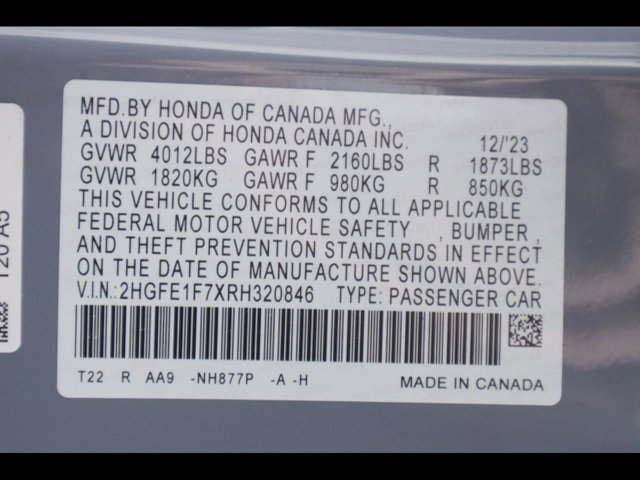 MFD.BY HONDA OF CANADA MFG.,
A DIVISION OF HONDA CANADA INC. 12/'23
GVWR 4012LBS GAWR F 2160LBS R 1873LBS
GVWR 1820KG GAWR F 980KG R 850KG
THIS VEHICLE CONFORMS TO ALL APPLICABLE
FEDERAL MOTOR VEHICLE SAFETY , BUMPER ,
AND THEFT PREVENTION STANDARDS IN EFFECT
ON THE DATE OF MANUFACTURE SHOWN ABOVE.
V.I.N.:2HGFE1F7XRH320846 TYPE: PASSENGER CAR
T22 R AA9 -NH877P -A -H MADE IN CANADA
T20 A5